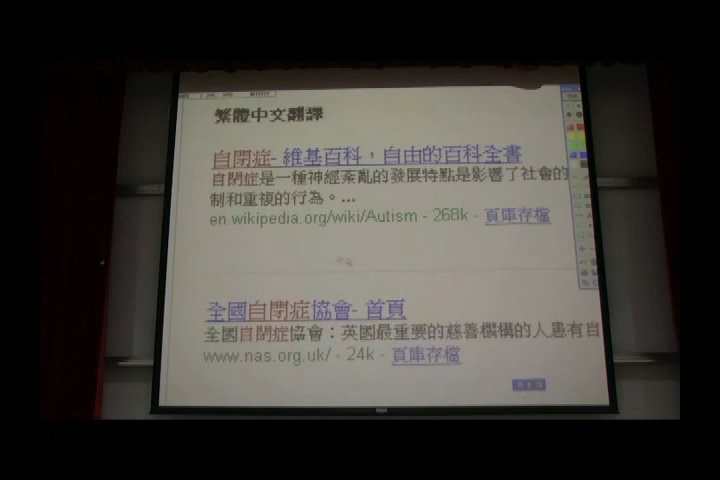 繁體中文翻譯
自閉症- 維基百科，自由的百科全書
自閉症是一種神經紊亂的發展特點是影響了社會的
制和重複的行為。...
en.wikipedia.org/wiki/Autism - 268k - 頁庫存檔
全國自閉症協會- 首頁
全國自閉症協會：英國最重要的慈善機構的人患有自
www.nas.org.uk/ - 24k - 頁庫存檔